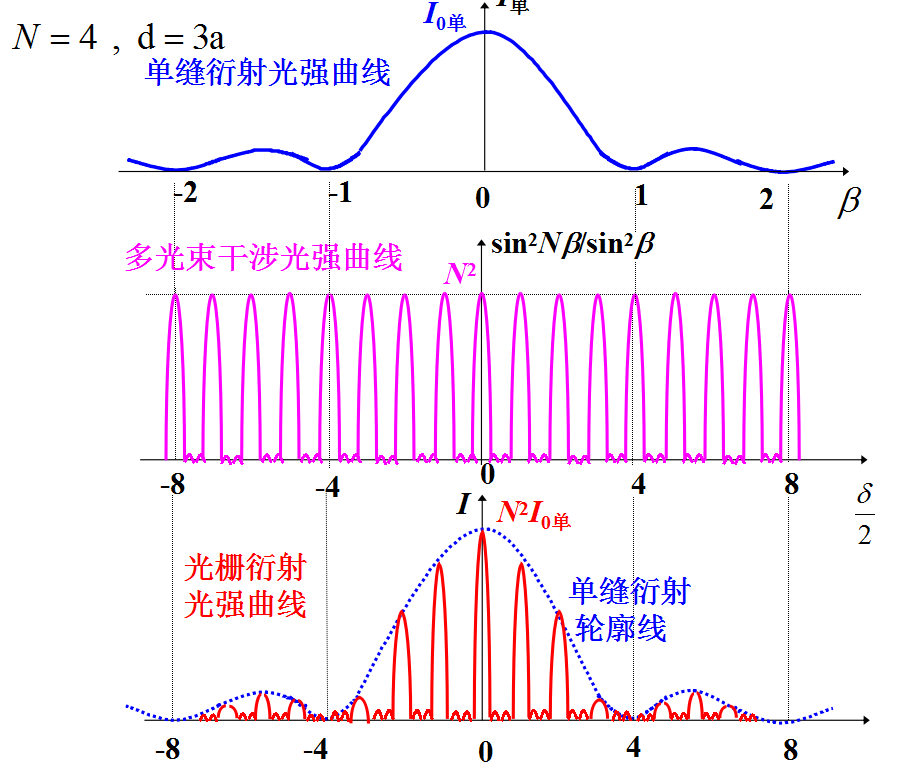 I单
I0单
N = 4 , d = 3a
单缝衍射光强曲线
-2 -1 0 1 2 β
sin²Nβ/sin²β
多光束干涉光强曲线
N²
0
-8 -4 4 8
δ
2
I N²I0单
光栅衍射
光强曲线
单缝衍射
轮廓线
-8 -4 0 4 8